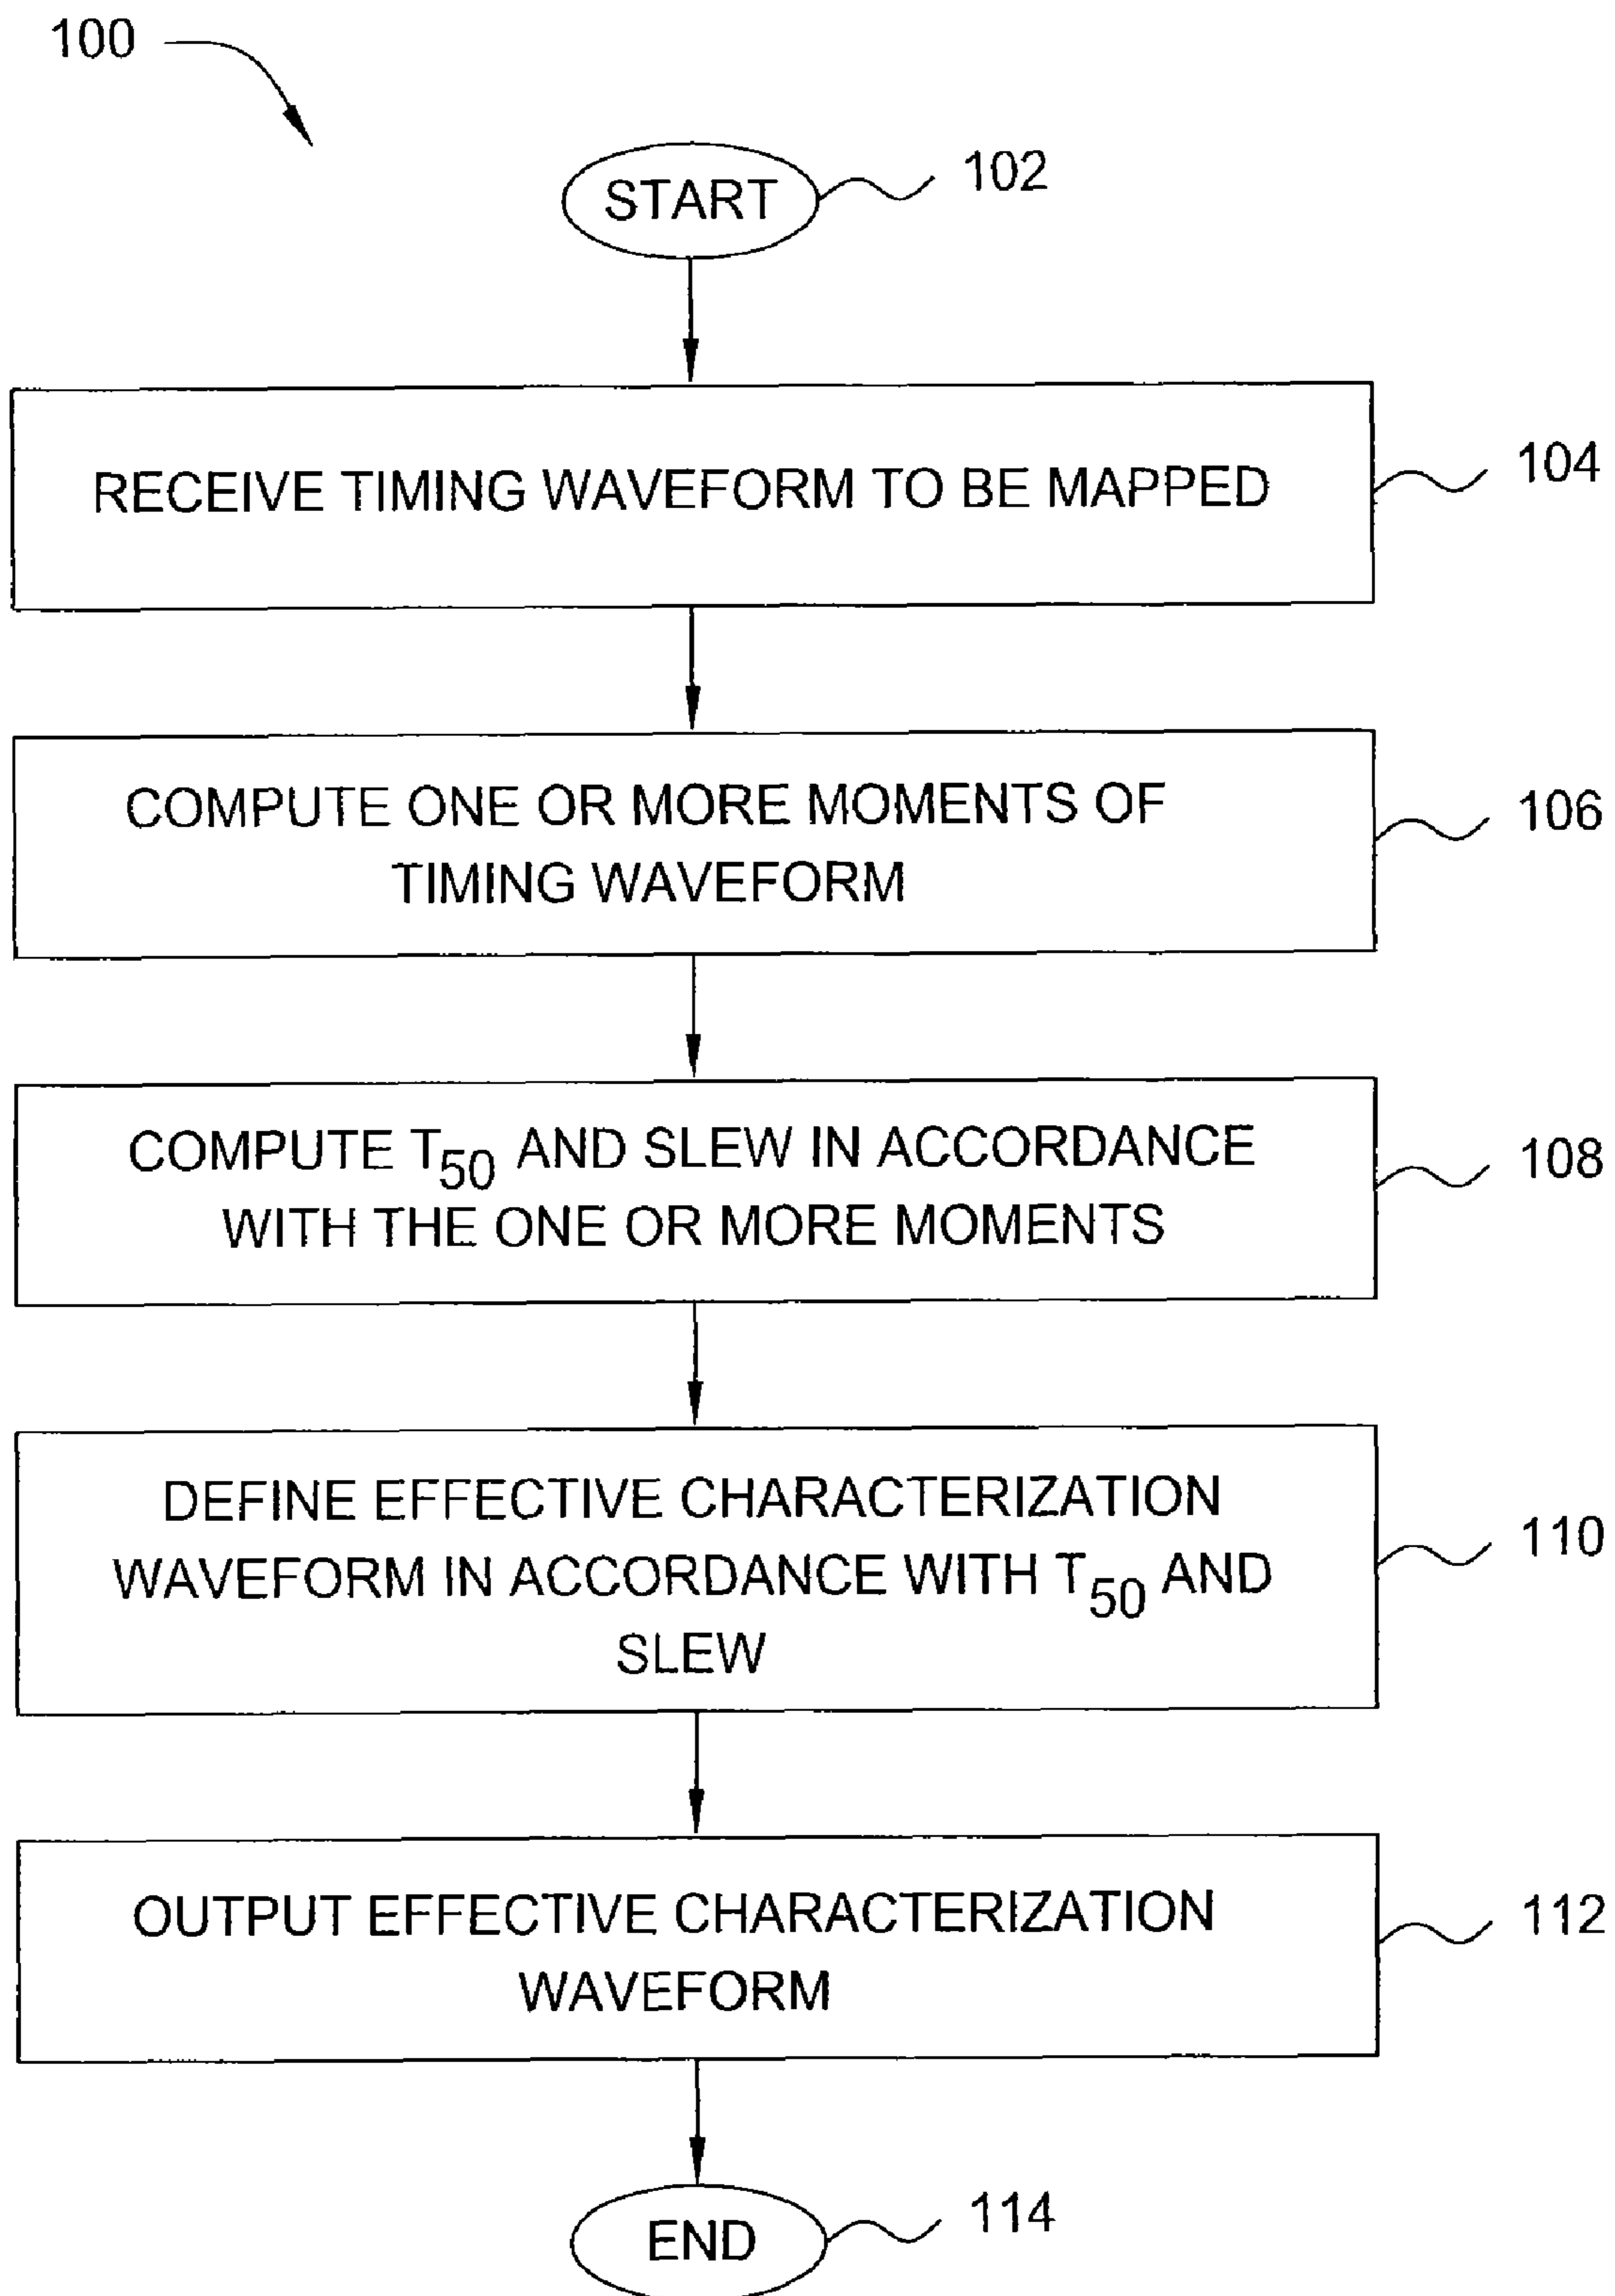 100
START
102
RECEIVE TIMING WAVEFORM TO BE MAPPED
104
COMPUTE ONE OR MORE MOMENTS OF
TIMING WAVEFORM
106
COMPUTE T50 AND SLEW IN ACCORDANCE
WITH THE ONE OR MORE MOMENTS
108
DEFINE EFFECTIVE CHARACTERIZATION
WAVEFORM IN ACCORDANCE WITH T50 AND
SLEW
110
OUTPUT EFFECTIVE CHARACTERIZATION
WAVEFORM
112
END
114